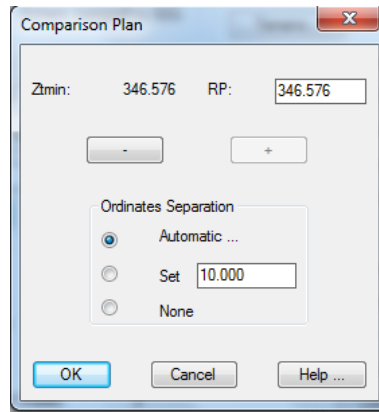 Comparison Plan
Ztmin: 346.576 RP: 346.576
- +
Ordinates Separation
Automatic ...
Set 10.000
None
OK Cancel Help ...